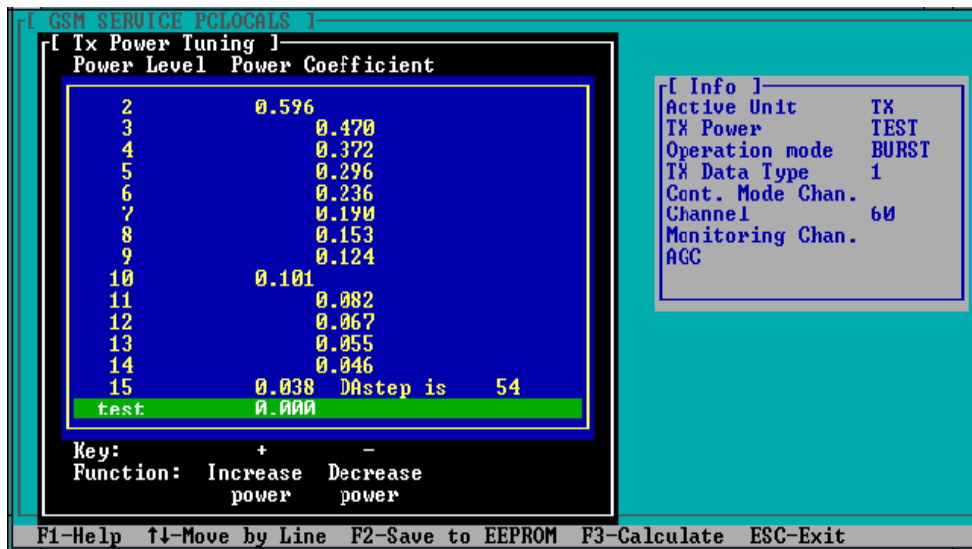 [ GSM SERVICE PCLOCALS ]
[ Tx Power Tuning ]
Power Level Power Coefficient
2 0.596
3 0.470
4 0.372
5 0.296
6 0.236
7 0.190
8 0.153
9 0.124
10 0.101
11 0.082
12 0.067
13 0.055
14 0.046
15 0.038 DAstep is 54
test 0.000
Key: + -
Function: Increase Decrease
power power
[ Info ]
Active Unit TX
TX Power TEST
Operation mode BURST
TX Data Type 1
Cont. Mode Chan.
Channel 60
Monitoring Chan.
AGC
F1-Help ↑↓-Move by Line F2-Save to EEPROM F3-Calculate ESC-Exit